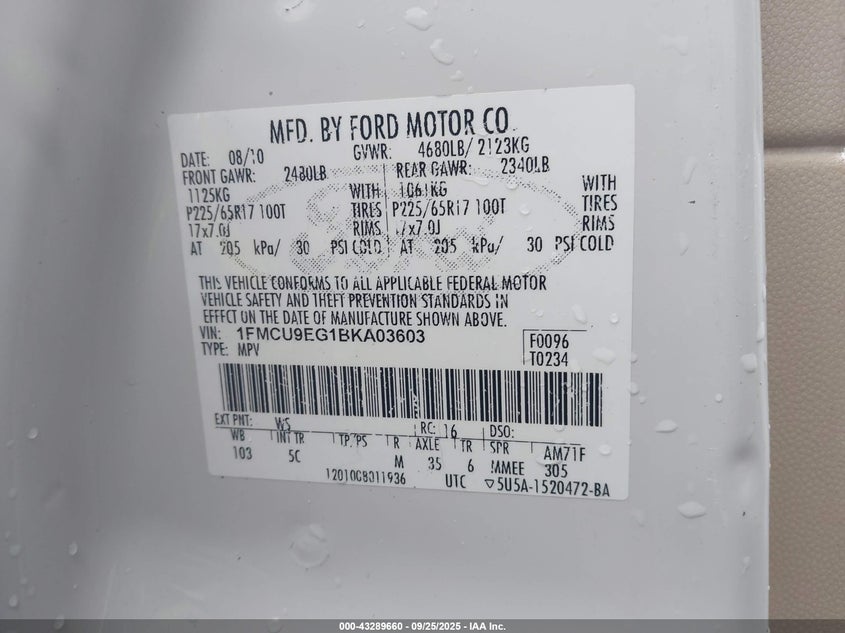 MFD. BY FORD MOTOR CO.
DATE: 08/10 GVWR: 4680LB/ 2123KG
FRONT GAWR: 2480LB REAR GAWR: 2340LB
1125KG WITH 1061KG WITH
P225/65R17 100T TIRES P225/65R17 100T TIRES
17x7.0J RIMS 17x7.0J RIMS
AT 205 kPa/ 30 PSI COLD AT 205 kPa/ 30 PSI COLD
THIS VEHICLE CONFORMS TO ALL APPLICABLE FEDERAL MOTOR
VEHICLE SAFETY AND THEFT PREVENTION STANDARDS IN
EFFECT ON THE DATE OF MANUFACTURE SHOWN ABOVE.
VIN: 1FMCU9EG1BKA03603 F0096
TYPE: MPV T0234
EXT PNT: WS RC: 16 DSO:
WB INT TR TP/PS R AXLE TR SPR AM71F
103 5C M 35 6 MMEE 305
12010 UTC ▽5U5A-1520472-BA
000-43289660 - 09/25/2025 - IAA Inc.